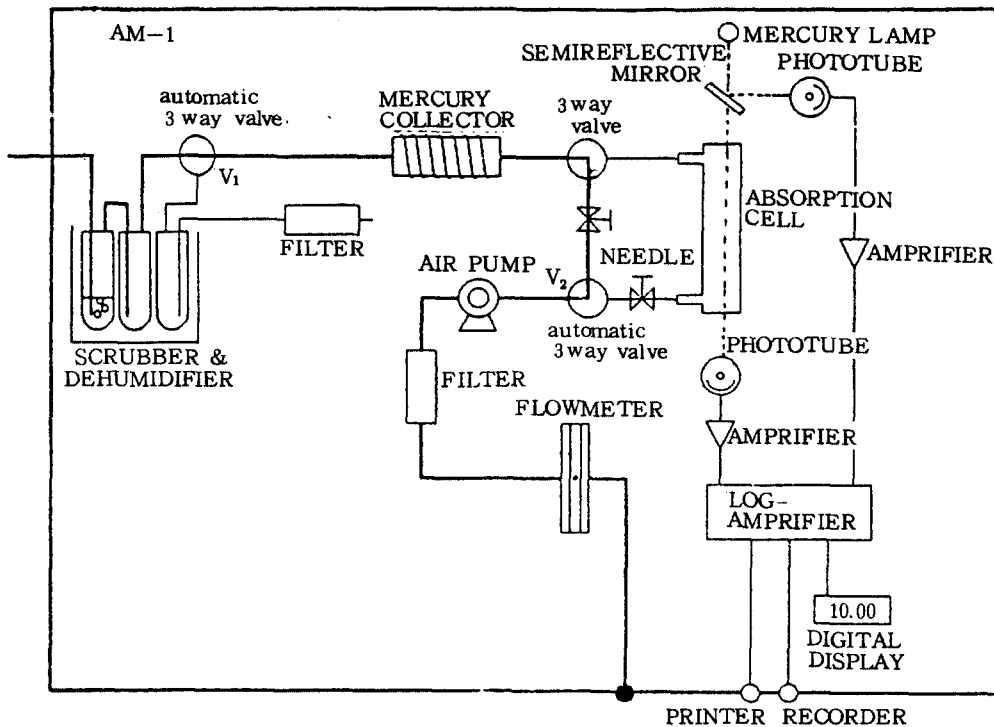 AM-1
MERCURY LAMP
SEMIREFLECTIVE
MIRROR
PHOTOTUBE
automatic
3 way valve.
MERCURY
COLLECTOR
3 way
valve
V1
ABSORPTION
CELL
FILTER
AMPRIFIER
AIR PUMP
V2
NEEDLE
automatic
3 way valve
SCRUBBER &
DEHUMIDIFIER
PHOTOTUBE
FILTER
FLOWMETER
AMPRIFIER
LOG-
AMPRIFIER
10.00
DIGITAL
DISPLAY
PRINTER
RECORDER